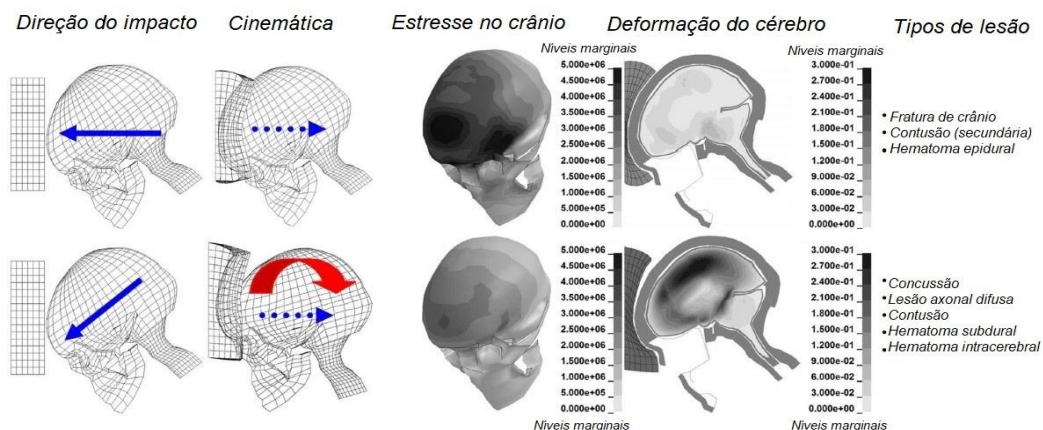 Direção do impacto
Cinemática
Estresse no crânio
Deformação do cérebro
Tipos de lesão
Niveis marginais
5.000e+06
4.500e+06
4.000e+06
3.500e+06
3.000e+06
2.500e+06
2.000e+06
1.500e+06
1.000e+06
5.000e+05
0.000e+00
Niveis marginais
3.000e-01
2.700e-01
2.400e-01
2.100e-01
1.800e-01
1.500e-01
1.200e-01
9.000e-02
6.000e-02
3.000e-02
0.000e+00
• Fratura de crânio
• Contusão (secundária)
• Hematoma epidural
5.000e+06
4.500e+06
4.000e+06
3.500e+06
3.000e+06
2.500e+06
2.000e+06
1.500e+06
1.000e+06
5.000e+05
0.000e+00
Niveis marginais
3.000e-01
2.700e-01
2.400e-01
2.100e-01
1.800e-01
1.500e-01
1.200e-01
9.000e-02
6.000e-02
3.000e-02
0.000e+00
Niveis marginais
• Concussão
• Lesão axonal difusa
• Contusão
• Hematoma subdural
• Hematoma intracerebral